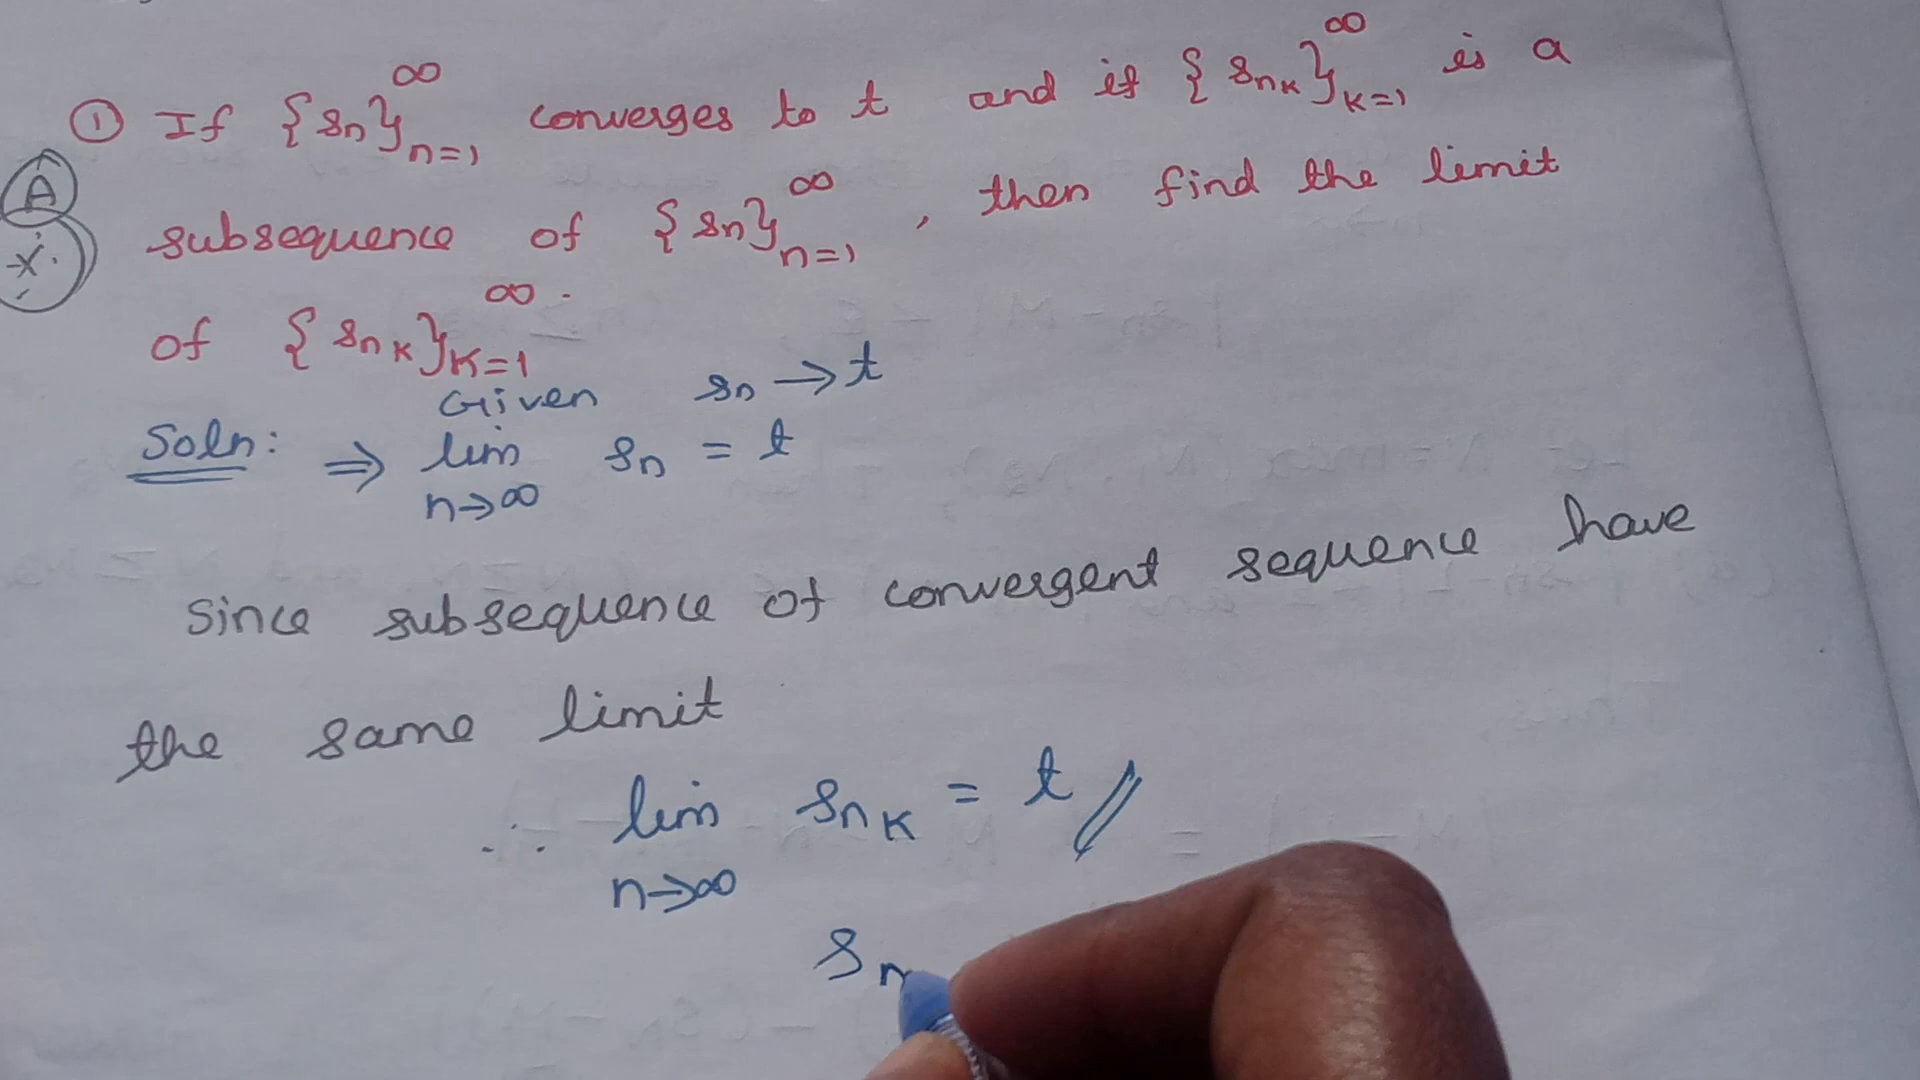 ① If {sn}∞n=1 converges to t and if {snk}∞k=1 is a
subsequence of {sn}∞n=1, then find the limit
of {snk}∞k=1.
A
Given sn → t
Soln: ⇒ lim n→∞ sn = t
Since subsequence of convergent sequence have
the same limit
∴ lim n→∞ snk = t //
sn